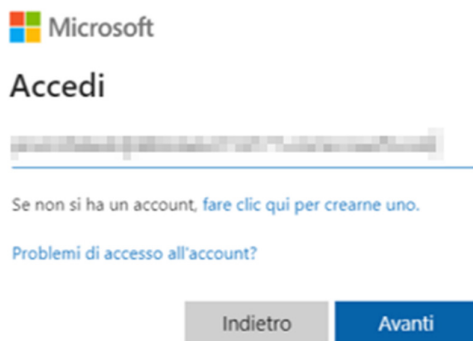 Microsoft
Accedi
Se non si ha un account, fare clic qui per crearne uno.
Problemi di accesso all'account?
Indietro
Avanti